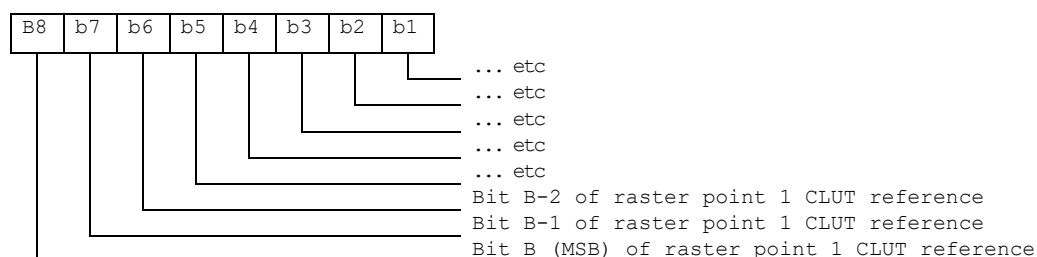 B8 b7 b6 b5 b4 b3 b2 b1
... etc
... etc
... etc
... etc
... etc
Bit B-2 of raster point 1 CLUT reference
Bit B-1 of raster point 1 CLUT reference
Bit B (MSB) of raster point 1 CLUT reference